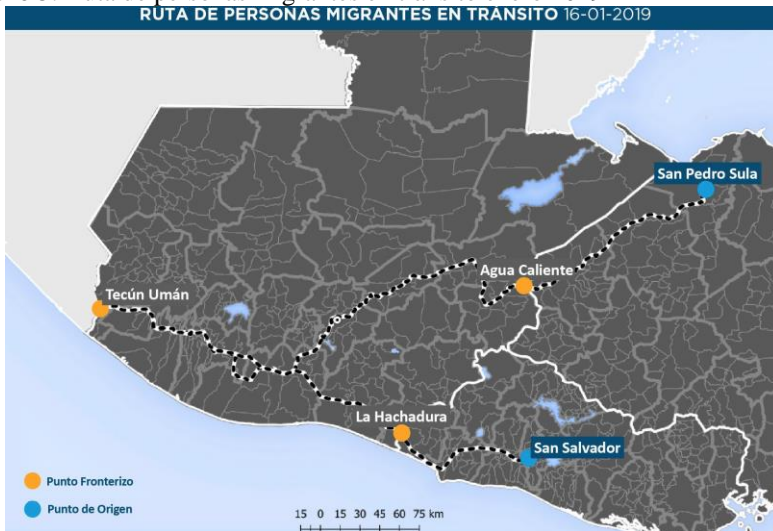 RUTA DE PERSONAS MIGRANTES EN TRÁNSITO 16-01-2019
San Pedro Sula
Agua Caliente
Tecún Umán
La Hachadura
San Salvador
Punto Fronterizo
Punto de Origen
15 0 15 30 45 60 75 km